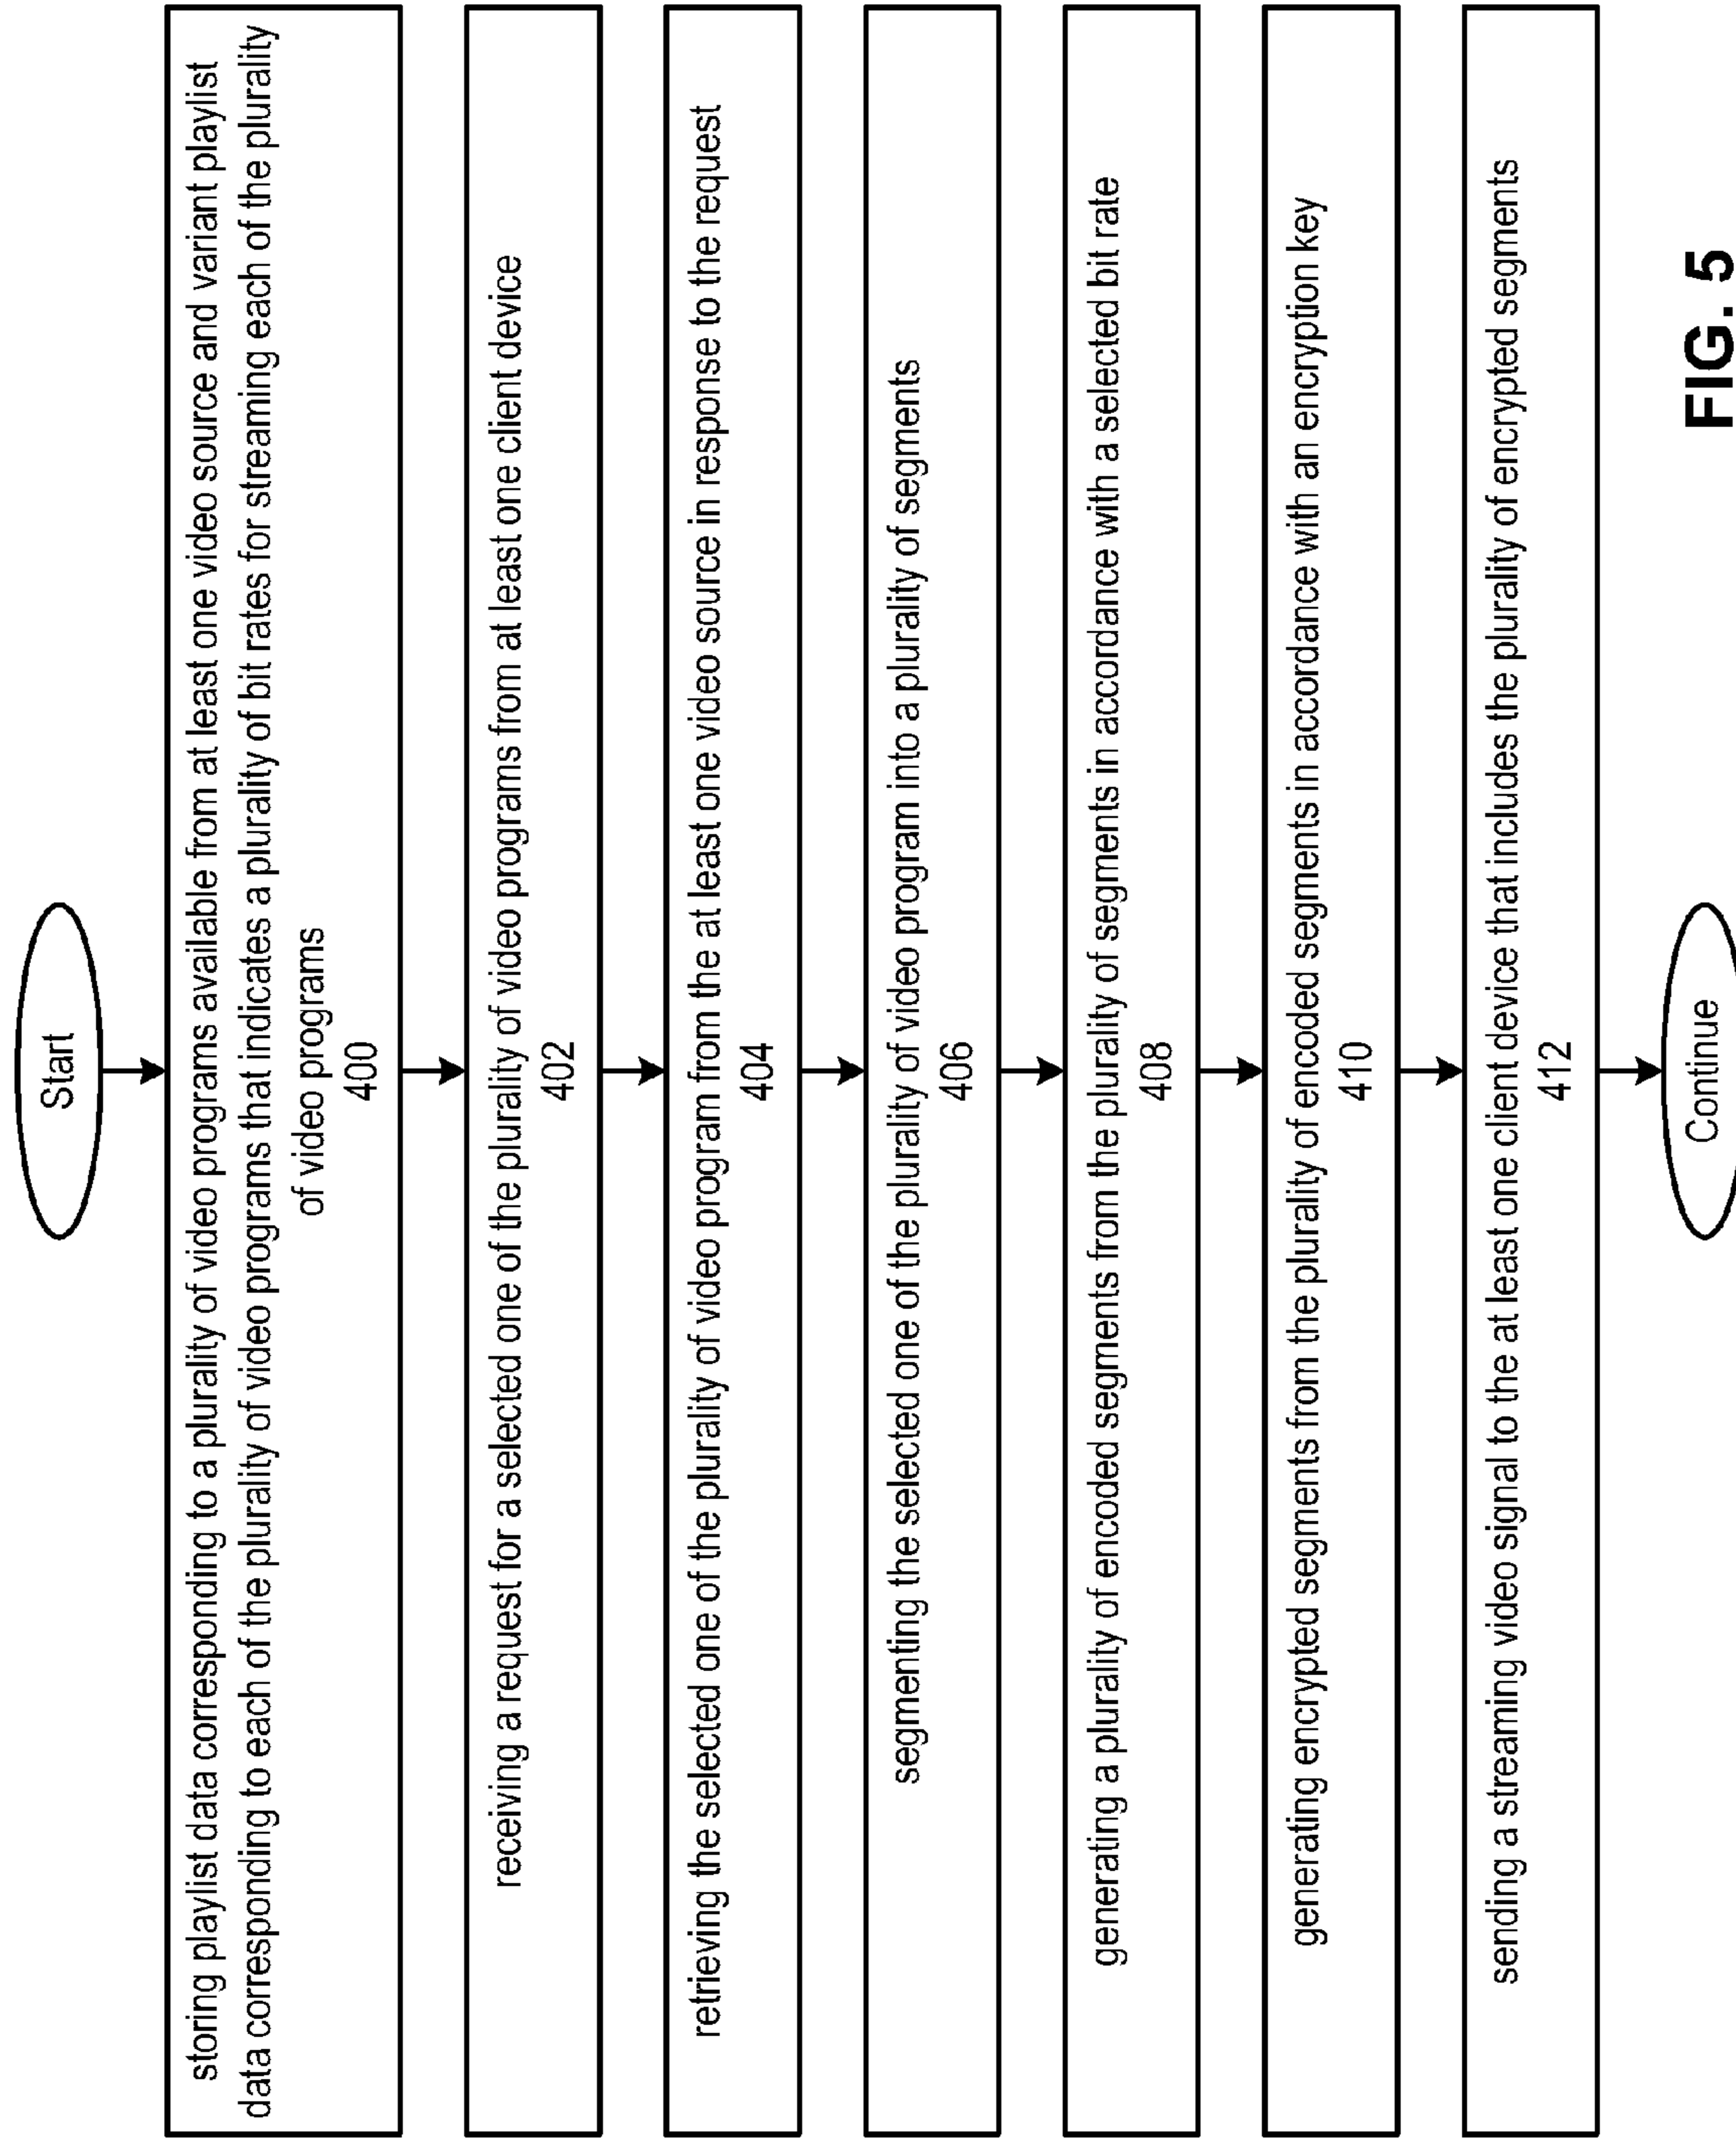 Start
storing playlist data corresponding to a plurality of video programs available from at least one video source and variant playlist
data corresponding to each of the plurality of video programs that indicates a plurality of bit rates for streaming each of the plurality
of video programs
400
receiving a request for a selected one of the plurality of video programs from at least one client device
402
retrieving the selected one of the plurality of video program from the at least one video source in response to the request
404
segmenting the selected one of the plurality of video program into a plurality of segments
406
generating a plurality of encoded segments from the plurality of segments in accordance with a selected bit rate
408
generating encrypted segments from the plurality of encoded segments in accordance with an encryption key
410
sending a streaming video signal to the at least one client device that includes the plurality of encrypted segments
412
Continue
FIG. 5